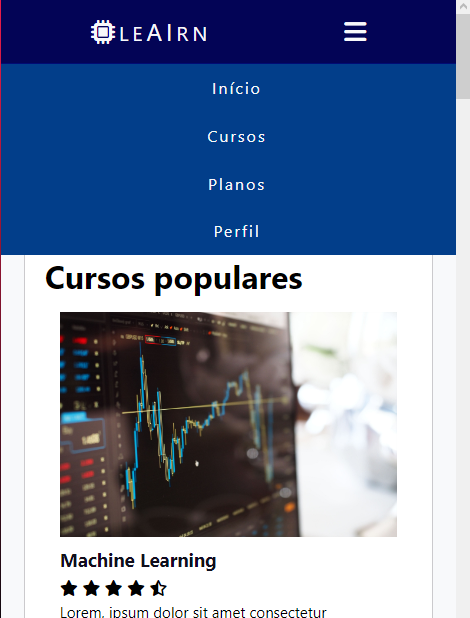 LEAIRN
Início
Cursos
Planos
Perfil
Cursos populares
Machine Learning
Lorem, ipsum dolor sit amet consectetur